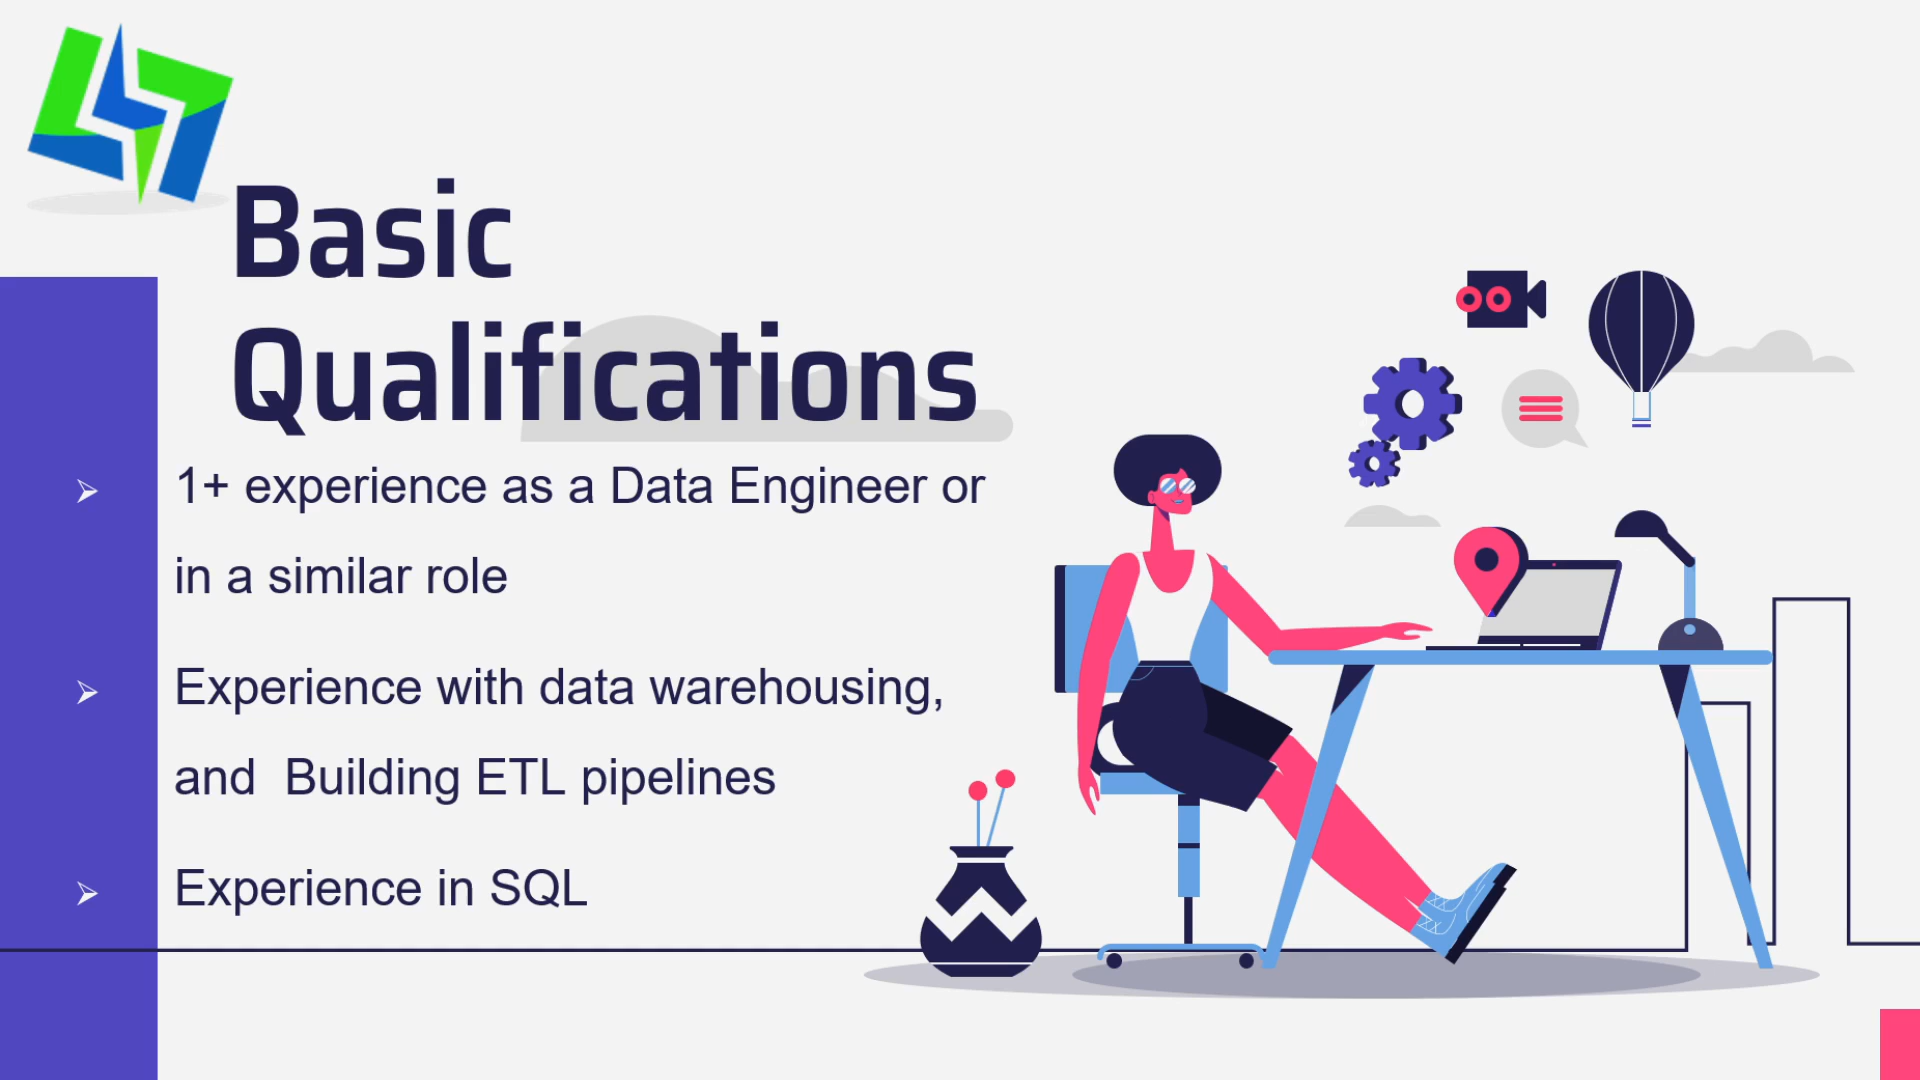 Basic
Qualifications
➢ 1+ experience as a Data Engineer or
in a similar role
➢ Experience with data warehousing,
and  Building ETL pipelines
➢ Experience in SQL